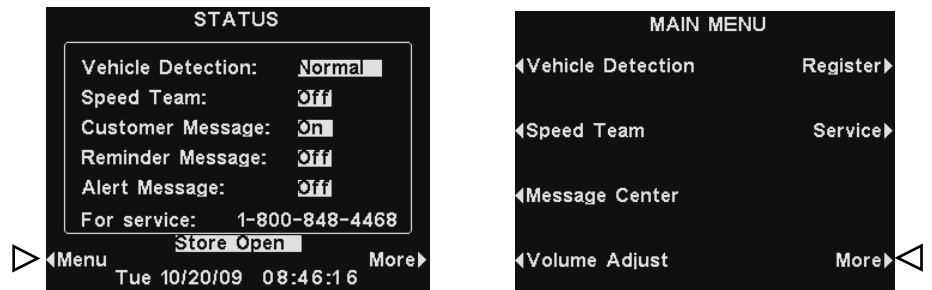 STATUS
Vehicle Detection: Normal
Speed Team: Off
Customer Message: On
Reminder Message: Off
Alert Message: Off
For service: 1-800-848-4468
Store Open
Menu More
Tue 10/20/09 08:46:16
MAIN MENU
Vehicle Detection Register
Speed Team Service
Message Center
Volume Adjust More